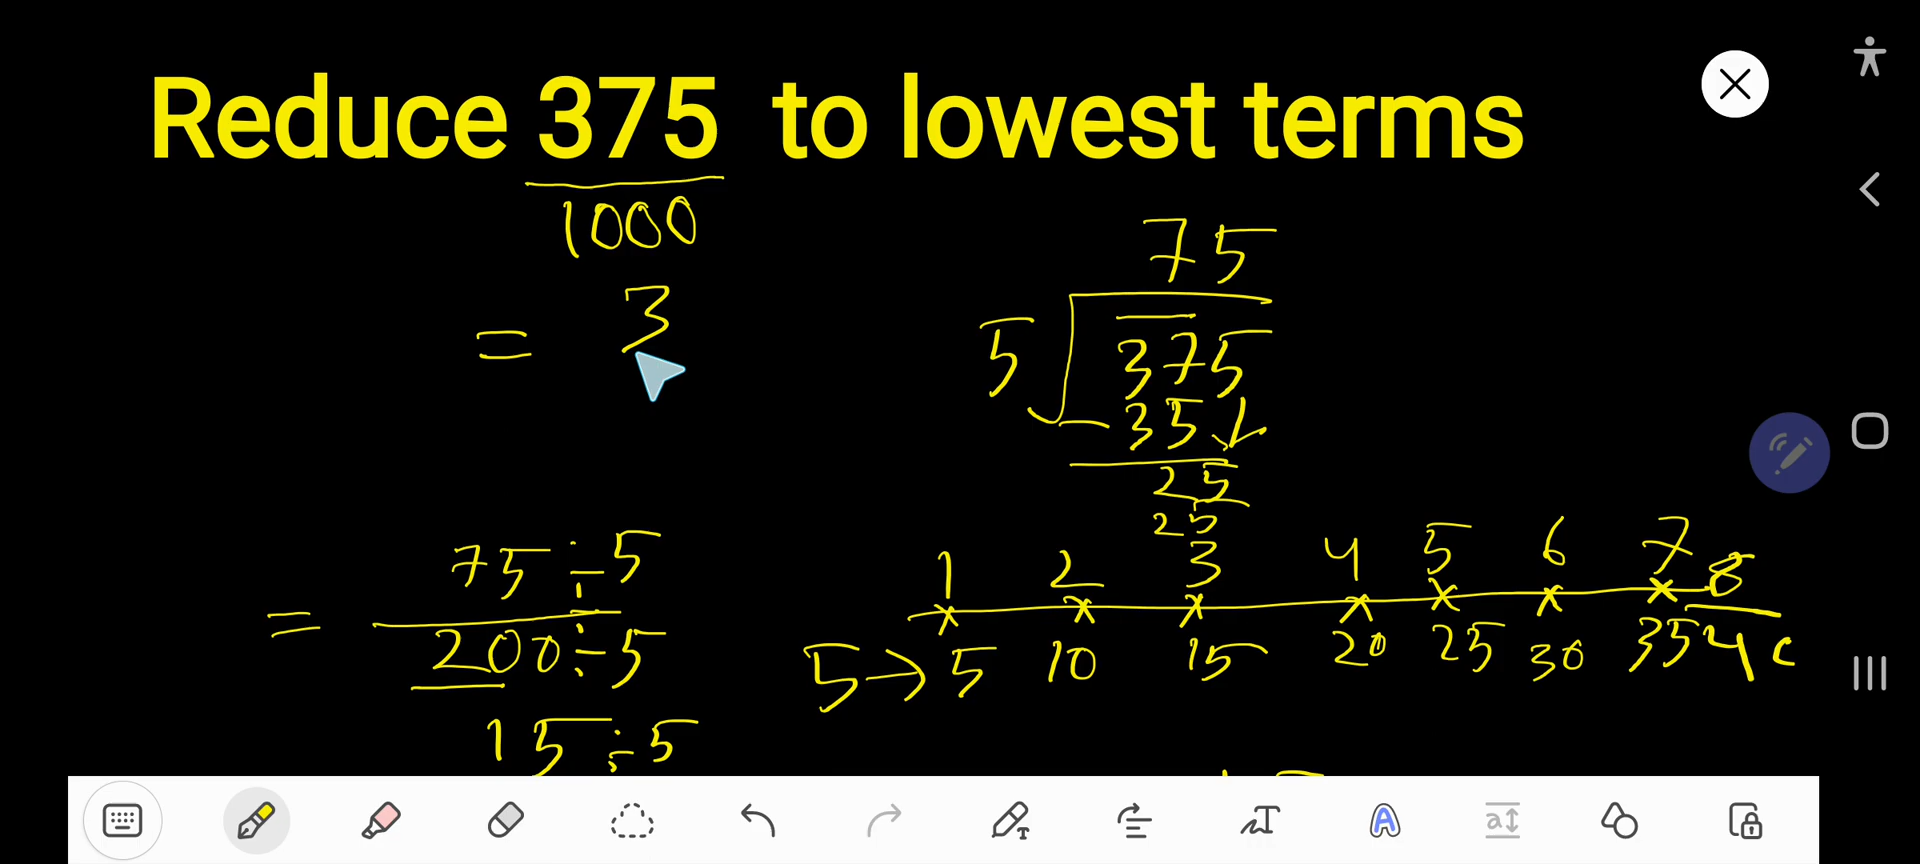 Reduce 375 to lowest terms
1000
= 3
75
5 375
- 35
25
25
= 75 ÷ 5
200 ÷ 5
15 ÷ 5
1 2 3 4 5 6 7 8
5 → 5 10 15 20 25 30 35 4